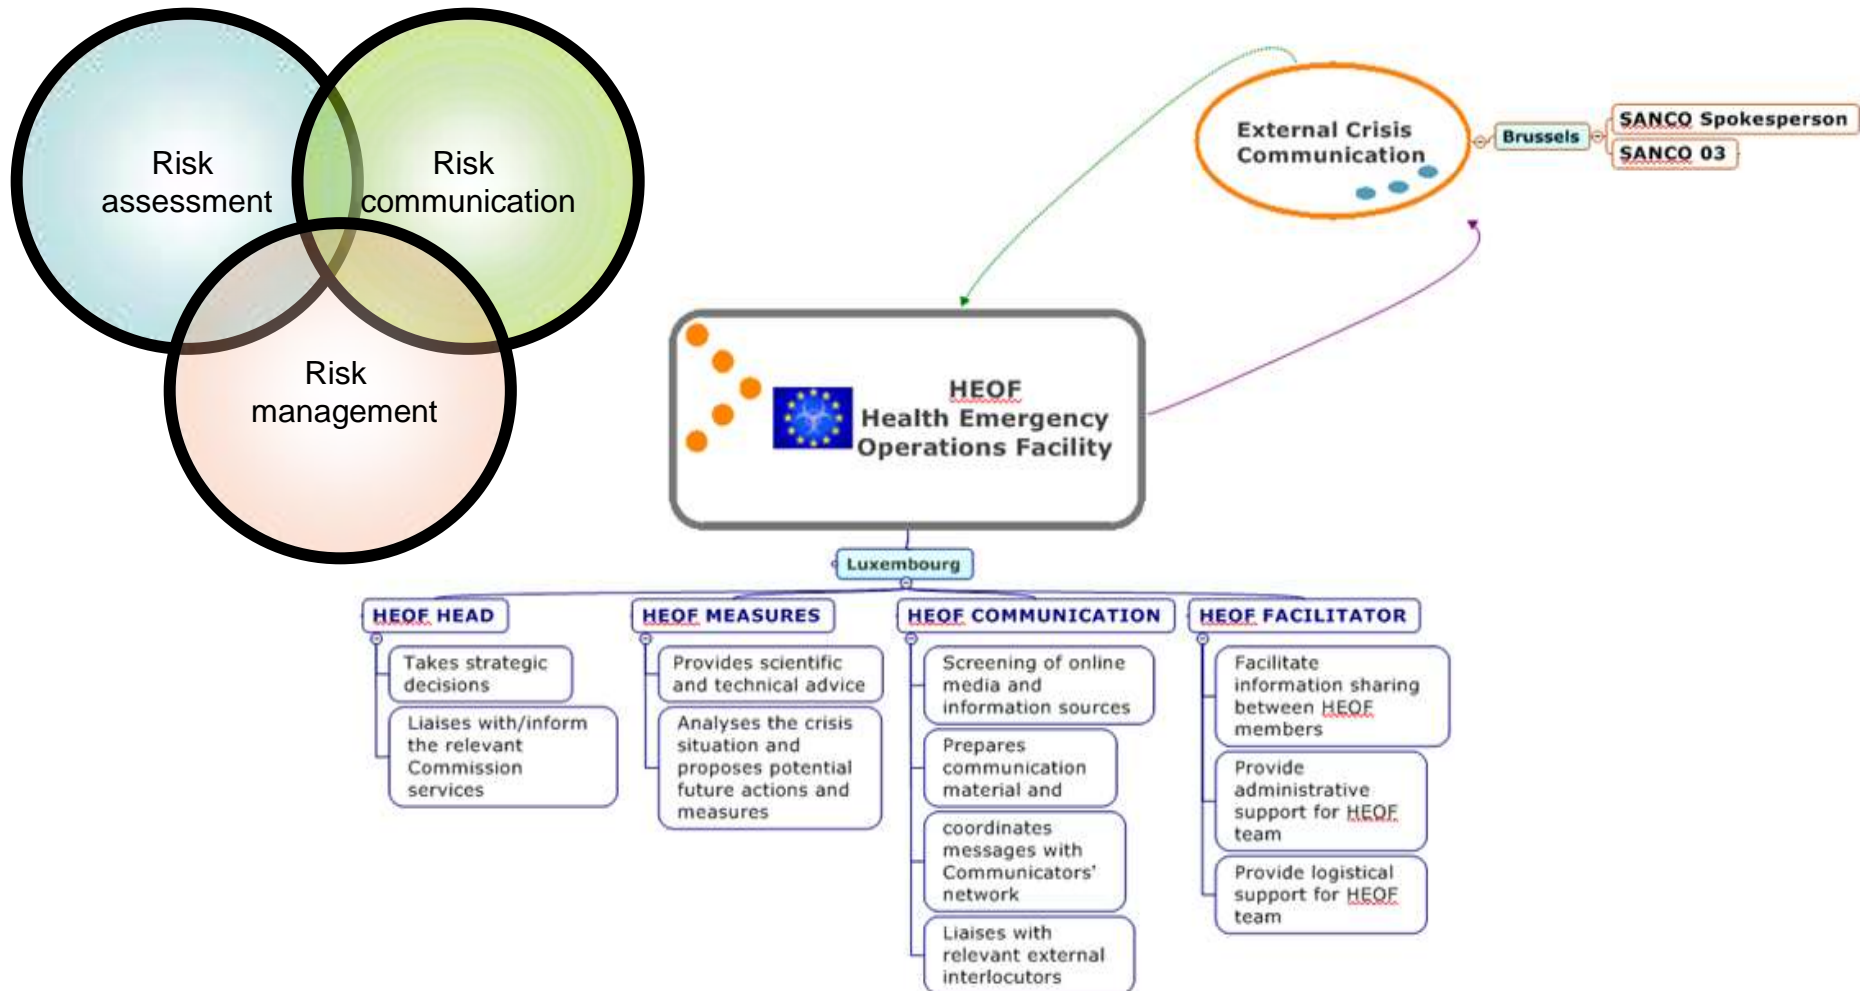 Risk
assessment
Risk
communication
Risk
management
External Crisis
Communication
Brussels
SANCO Spokesperson
SANCO 03
HEOF
Health Emergency
Operations Facility
Luxembourg
HEOF HEAD
Takes strategic
decisions
Liaises with/inform
the relevant
Commission
services
HEOF MEASURES
Provides scientific
and technical advice
Analyses the crisis
situation and
proposes potential
future actions and
measures
HEOF COMMUNICATION
Screening of online
media and
information sources
Prepares
communication
material and
coordinates
messages with
Communicators'
network
Liaises with
relevant external
interlocutors
HEOF FACILITATOR
Facilitate
information sharing
between HEOF
members
Provide
administrative
support for HEOF
team
Provide logistical
support for HEOF
team